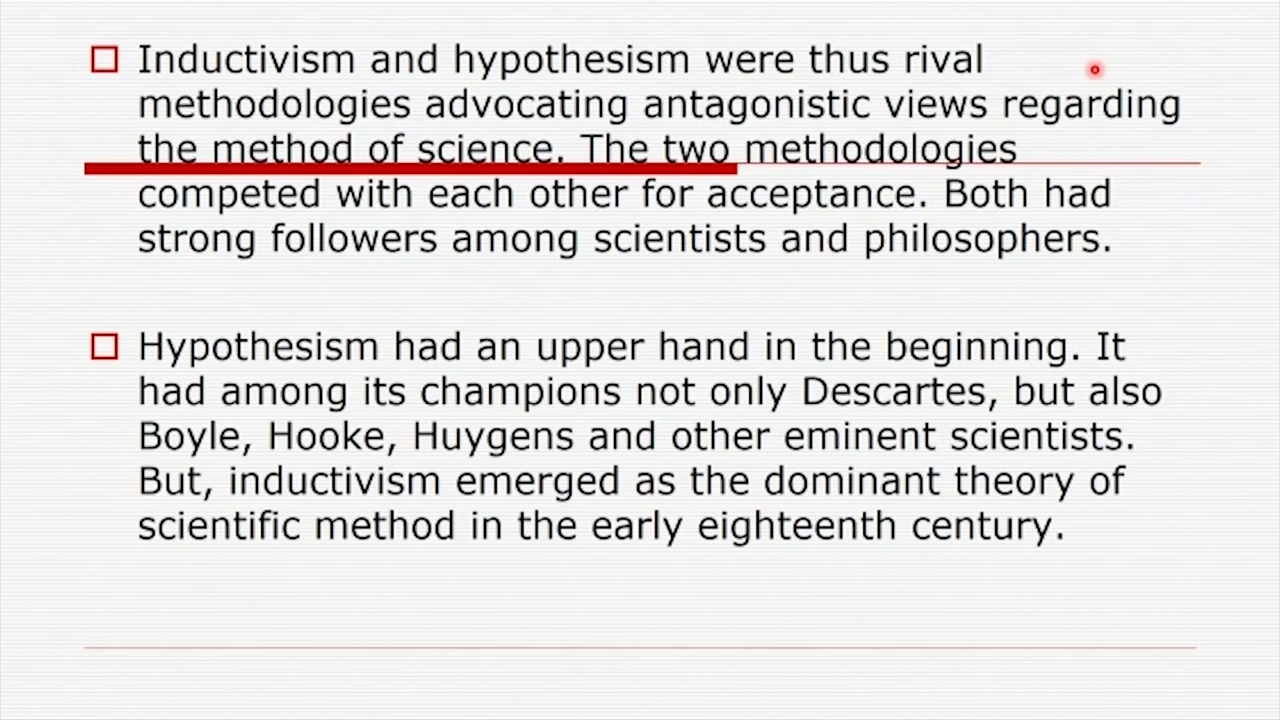 Inductivism and hypothesism were thus rival
methodologies advocating antagonistic views regarding
the method of science. The two methodologies
competed with each other for acceptance. Both had
strong followers among scientists and philosophers.
Hypothesism had an upper hand in the beginning. It
had among its champions not only Descartes, but also
Boyle, Hooke, Huygens and other eminent scientists.
But, inductivism emerged as the dominant theory of
scientific method in the early eighteenth century.